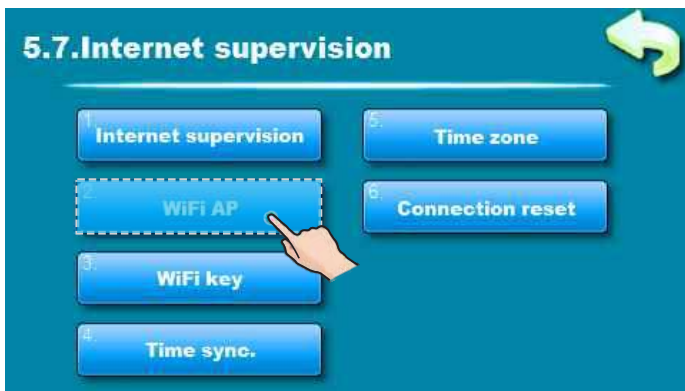 5.7.Internet supervision
1.
Internet supervision
2.
WiFi AP
3.
WiFi key
4.
Time sync.
5.
Time zone
6.
Connection reset